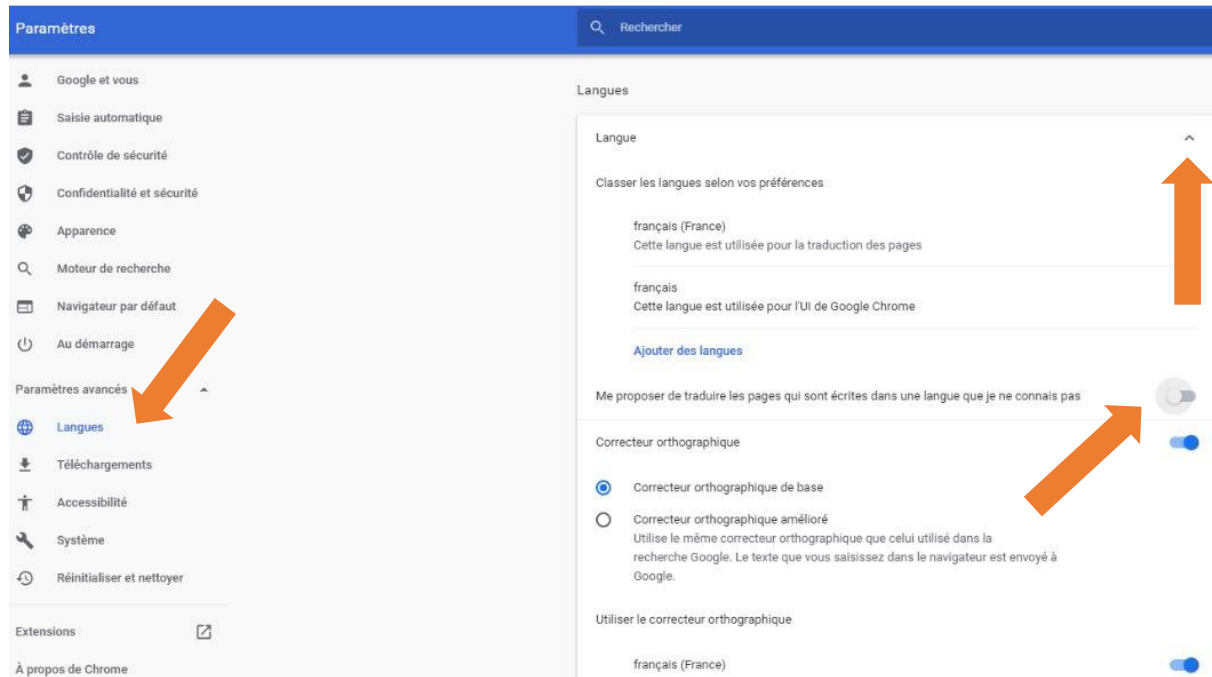 Paramètres
Rechercher
Google et vous
Saisie automatique
Contrôle de sécurité
Confidentialité et sécurité
Apparence
Moteur de recherche
Navigateur par défaut
Au démarrage
Paramètres avancés
Langues
Téléchargements
Accessibilité
Système
Réinitialiser et nettoyer
Extensions
À propos de Chrome
Langues
Langue
Classer les langues selon vos préférences
français (France)
Cette langue est utilisée pour la traduction des pages
français
Cette langue est utilisée pour l'UI de Google Chrome
Ajouter des langues
Me proposer de traduire les pages qui sont écrites dans une langue que je ne connais pas
Correcteur orthographique
Correcteur orthographique de base
Correcteur orthographique amélioré
Utilise le même correcteur orthographique que celui utilisé dans la
recherche Google. Le texte que vous saisissez dans le navigateur est envoyé à
Google.
Utiliser le correcteur orthographique
français (France)